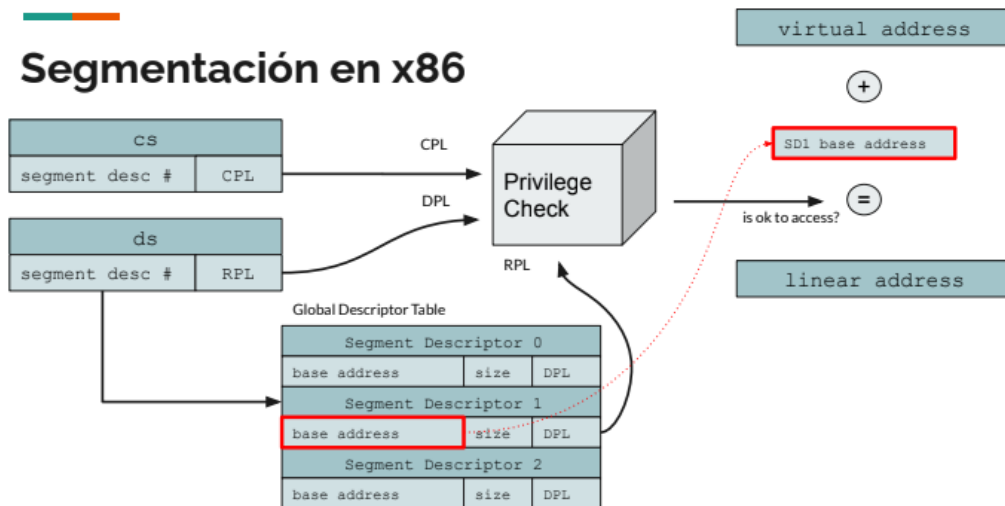 Segmentación en x86
virtual address
+
SD1 base address
=
linear address
cs
segment desc # CPL
ds
segment desc # RPL
CPL
DPL
RPL
Privilege
Check
is ok to access?
Global Descriptor Table
Segment Descriptor 0
base address size DPL
Segment Descriptor 1
base address size DPL
Segment Descriptor 2
base address size DPL